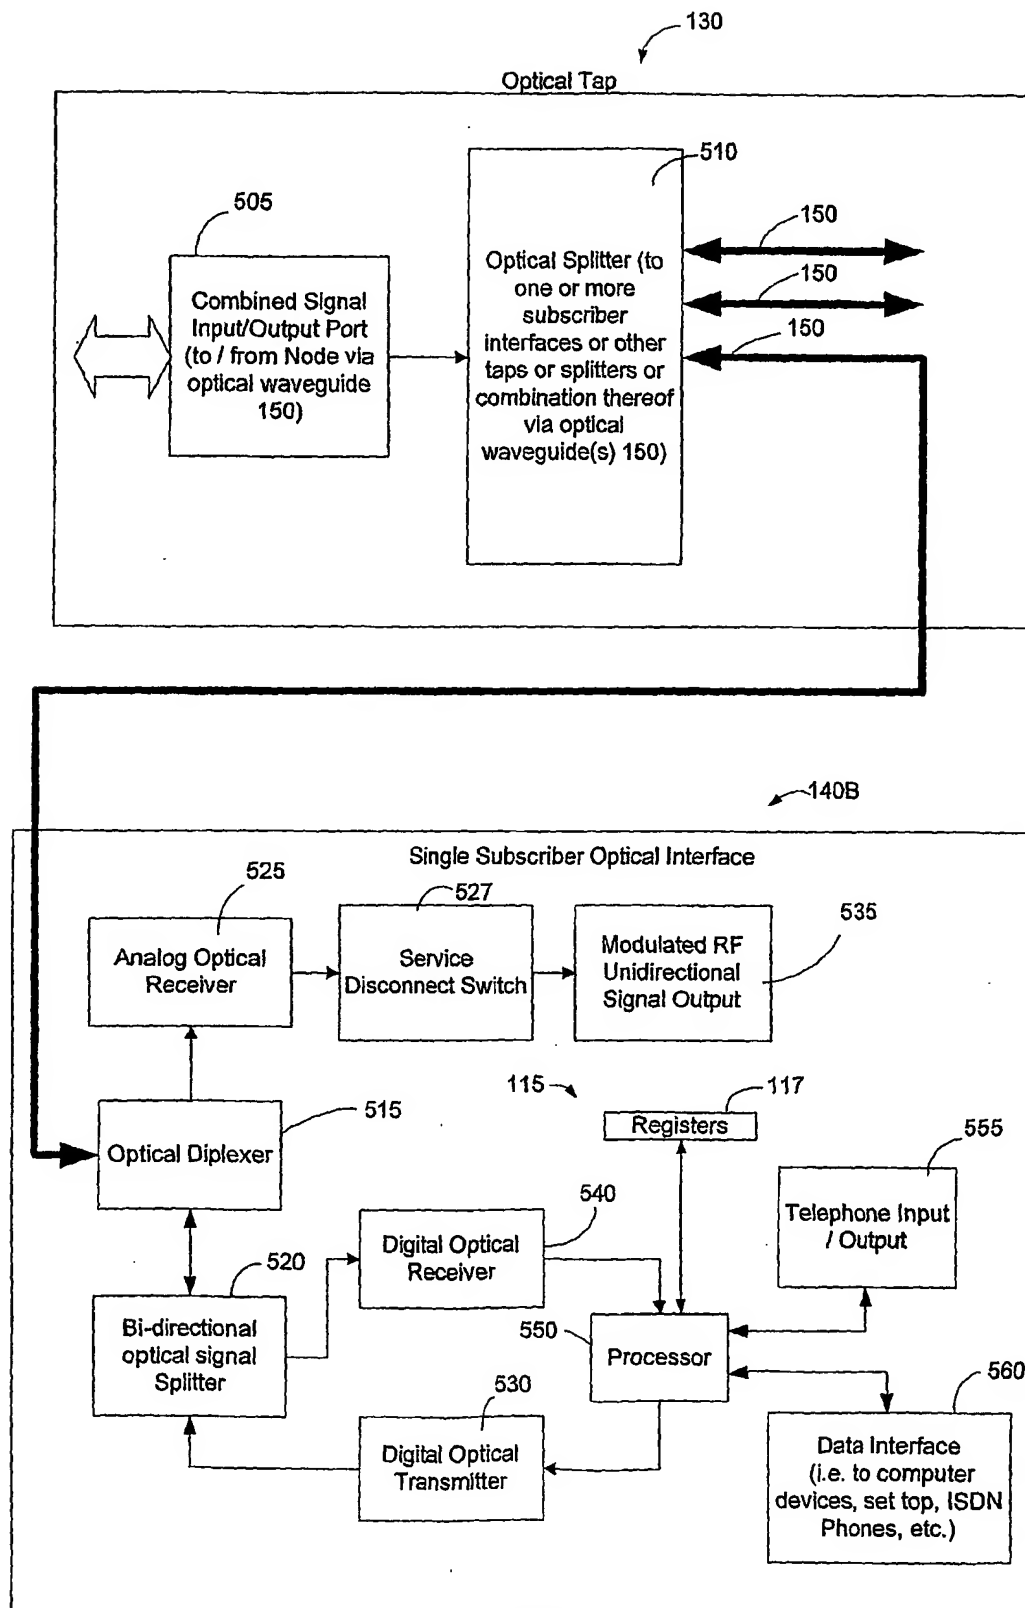 130
Optical Tap
510
505
150
Combined Signal
Input/Output Port
(to / from Node via
optical waveguide
150)
Optical Splitter (to
one or more
subscriber
interfaces or other
taps or splitters or
combination thereof
via optical
waveguide(s) 150)
150
150
140B
Single Subscriber Optical Interface
525
527
535
Analog Optical
Receiver
Service
Disconnect Switch
Modulated RF
Unidirectional
Signal Output
115
117
Registers
515
Optical Diplexer
555
Telephone Input
/ Output
540
Digital Optical
Receiver
520
Bi-directional
optical signal
Splitter
550
Processor
530
Digital Optical
Transmitter
560
Data Interface
(i.e. to computer
devices, set top, ISDN
Phones, etc.)